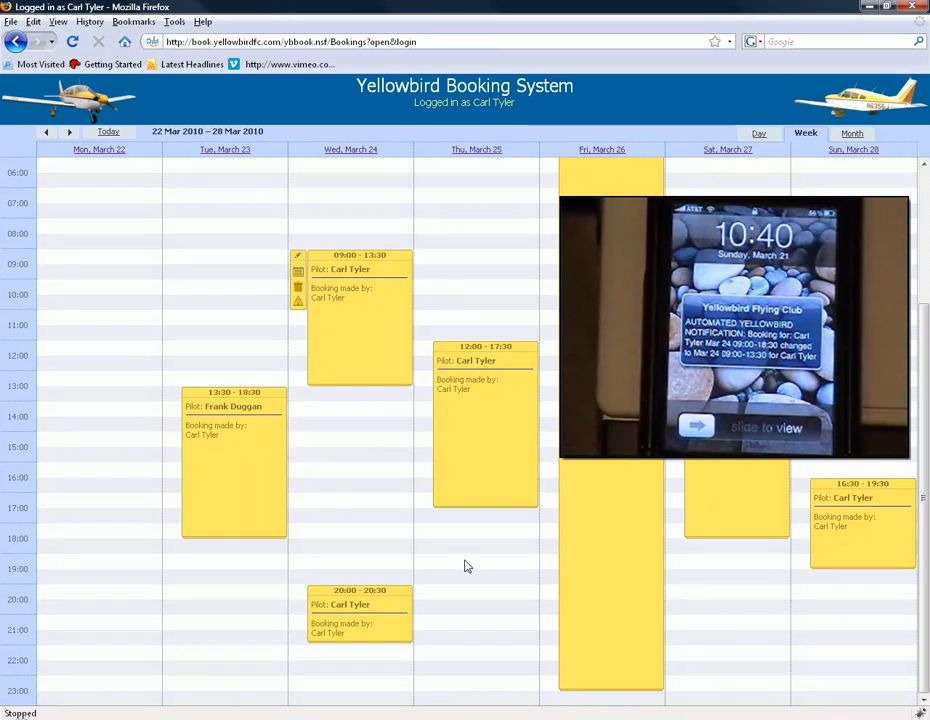 Logged in as Carl Tyler - Mozilla Firefox
File Edit View History Bookmarks Tools Help
http://book.yellowbirdfc.com/ybbook.nsf/Bookings?open&login
Google
Most Visited Getting Started Latest Headlines http://www.vimeo.co...
Yellowbird Booking System
Logged in as Carl Tyler
Today 22 Mar 2010 – 28 Mar 2010 Day Week Month
Mon, March 22 Tue, March 23 Wed, March 24 Thu, March 25 Fri, March 26 Sat, March 27 Sun, March 28
06:00
07:00
08:00
09:00
10:00
11:00
12:00
13:00
14:00
15:00
16:00
17:00
18:00
19:00
20:00
21:00
22:00
23:00
13:30 - 18:30
Pilot: Frank Duggan
Booking made by:
Carl Tyler
09:00 - 13:30
Pilot: Carl Tyler
Booking made by:
Carl Tyler
20:00 - 20:30
Pilot: Carl Tyler
Booking made by:
Carl Tyler
12:00 - 17:30
Pilot: Carl Tyler
Booking made by:
Carl Tyler
16:30 - 19:30
Pilot: Carl Tyler
Booking made by:
Carl Tyler
AT&T
10:40
Sunday, March 21
Yellowbird Flying Club
AUTOMATED YELLOWBIRD
NOTIFICATION: Booking for: Carl
Tyler Mar 24 09:00-18:30 changed
to Mar 24 09:00-13:30 for Carl Tyler
slide to view
Stopped